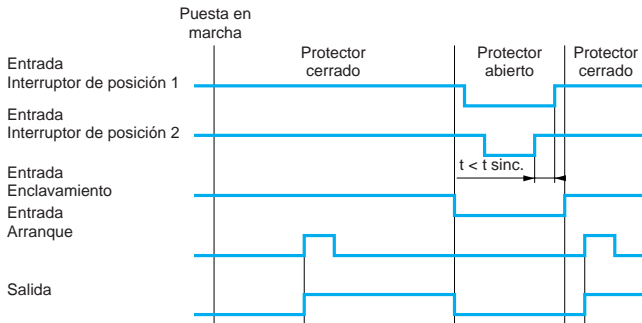 Puesta en
marcha
Protector
cerrado
Protector
abierto
Protector
cerrado
Entrada
Interruptor de posición 1
Entrada
Interruptor de posición 2
t < t sinc.
Entrada
Enclavamiento
Entrada
Arranque
Salida